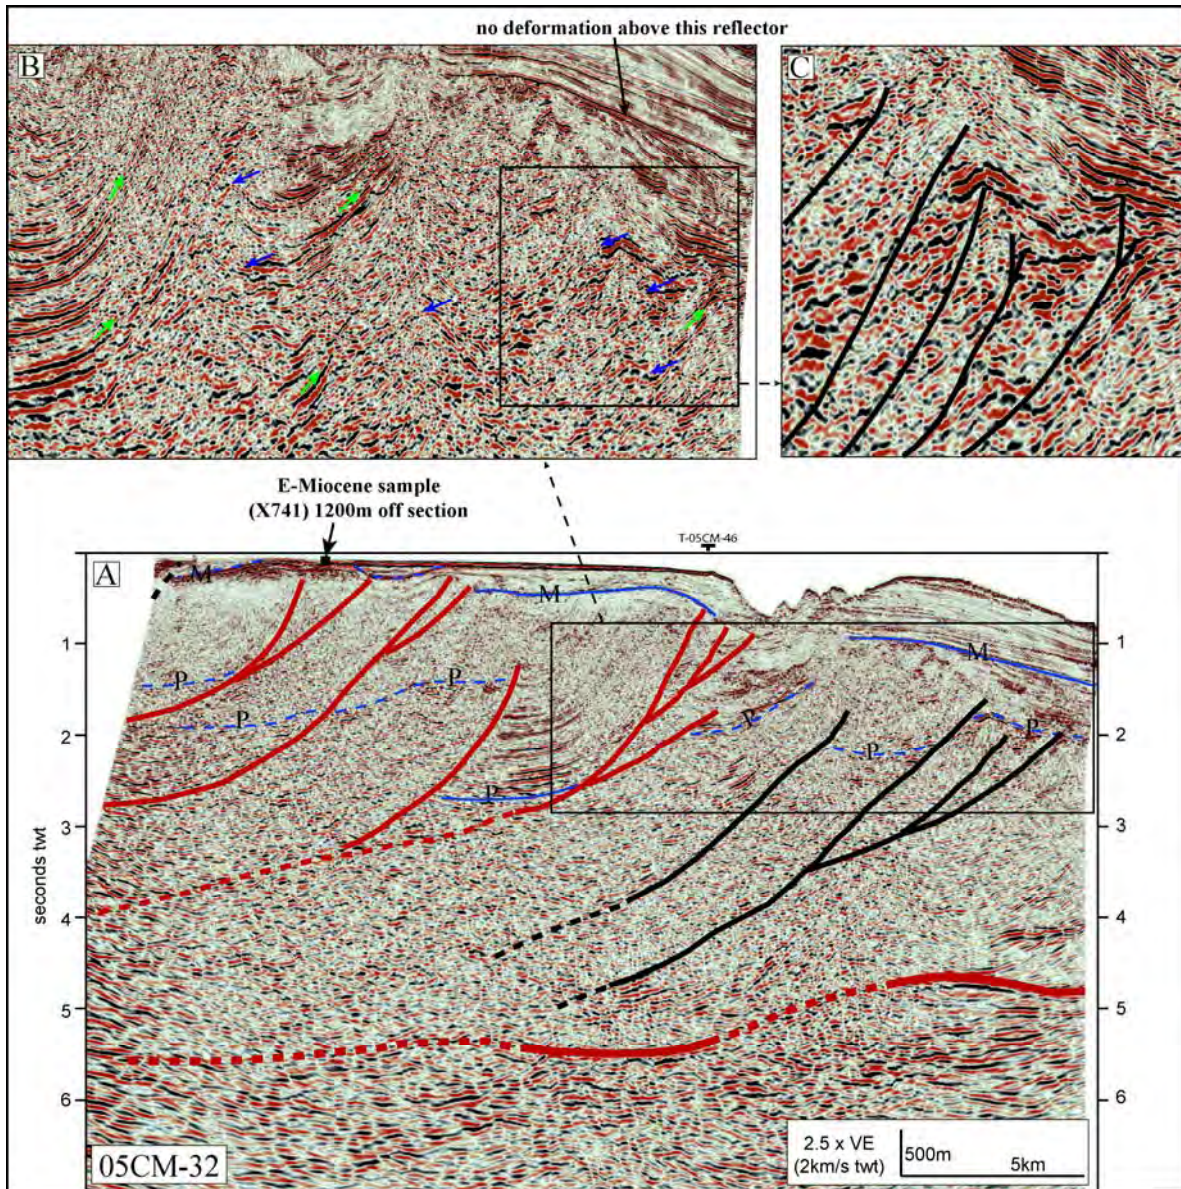 no deformation above this reflector
B
C
E-Miocene sample
(X741) 1200m off section
T-05CM-46
A
M
M
M
P
P
P
P
P
P
1
2
3
4
5
6
1
2
3
4
5
6
seconds twt
05CM-32
2.5 x VE
(2km/s twt)
500m
5km